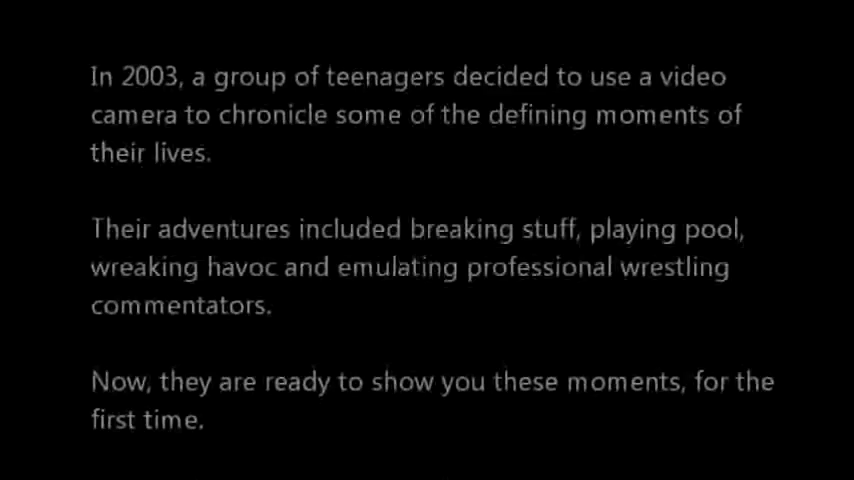 In 2003, a group of teenagers decided to use a video
camera to chronicle some of the defining moments of
their lives.
Their adventures included breaking stuff, playing pool,
wreaking havoc and emulating professional wrestling
commentators.
Now, they are ready to show you these moments, for the
first time.